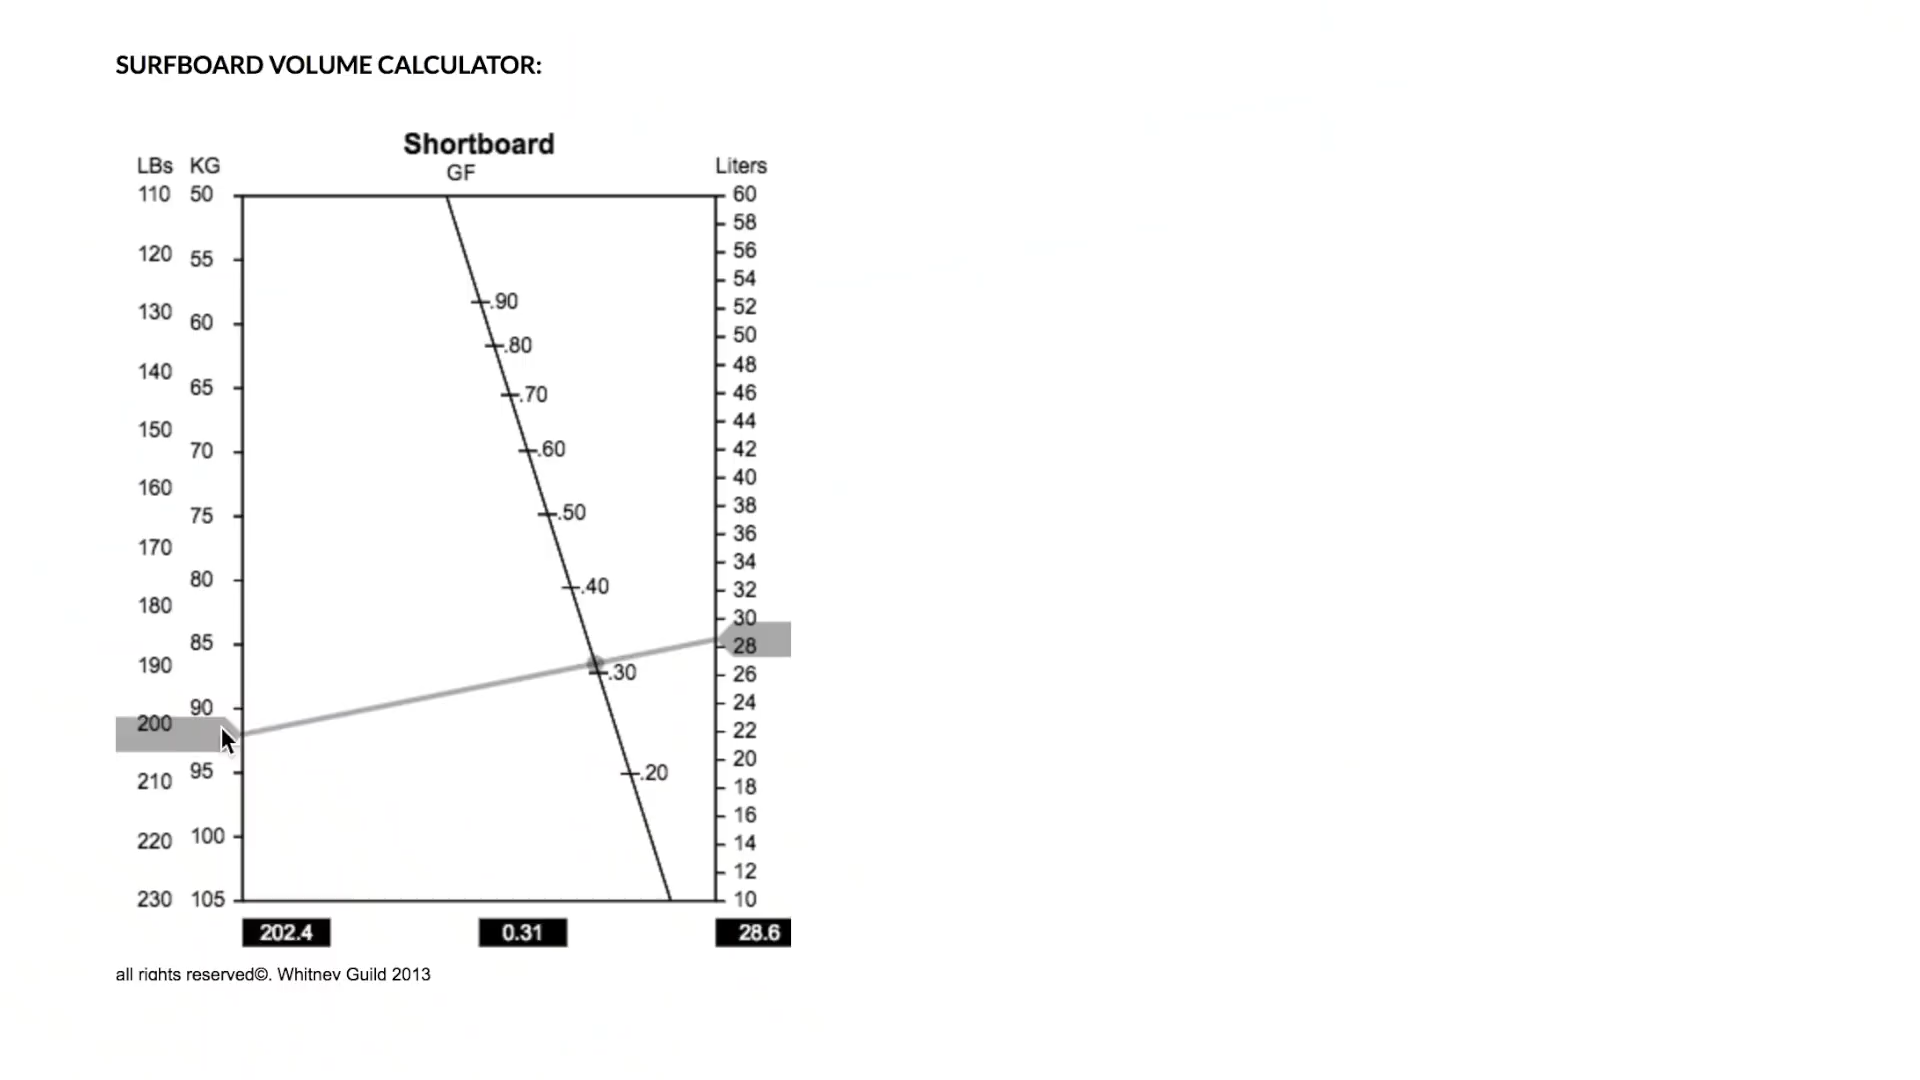 SURFBOARD VOLUME CALCULATOR:
Shortboard
GF
LBs KG Liters
110 50 60
58
120 55 56
54
.90
130 60 52
50
.80
140 65 48
.70 46
150 44
70 .60 42
160 40
75 .50 38
36
170 34
80 .40 32
180 30
85 28
190 .30 26
90 24
200 22
95 .20 20
210 18
16
220 100 14
12
230 105 10
202.4 0.31 28.6
all rights reserved©. Whitney Guild 2013